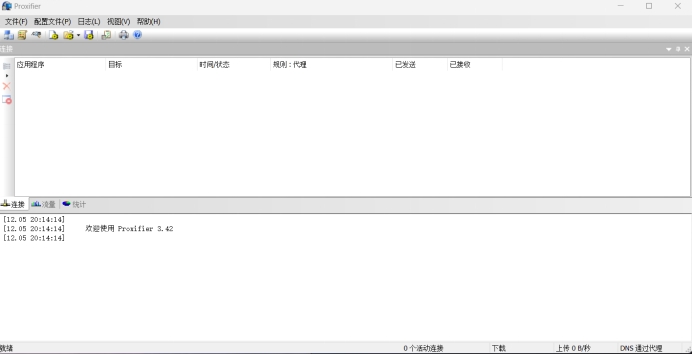 Proxifier
文件(F) 配置文件(P) 日志(L) 视图(V) 帮助(H)
连接
应用程序 目标 时间/状态 规则 : 代理 已发送 已接收
连接 流量 统计
[12.05 20:14:14]
[12.05 20:14:14] 欢迎使用 Proxifier 3.42
[12.05 20:14:14]
就绪 0 个活动连接 下载 上传 0 B/秒 DNS 通过代理